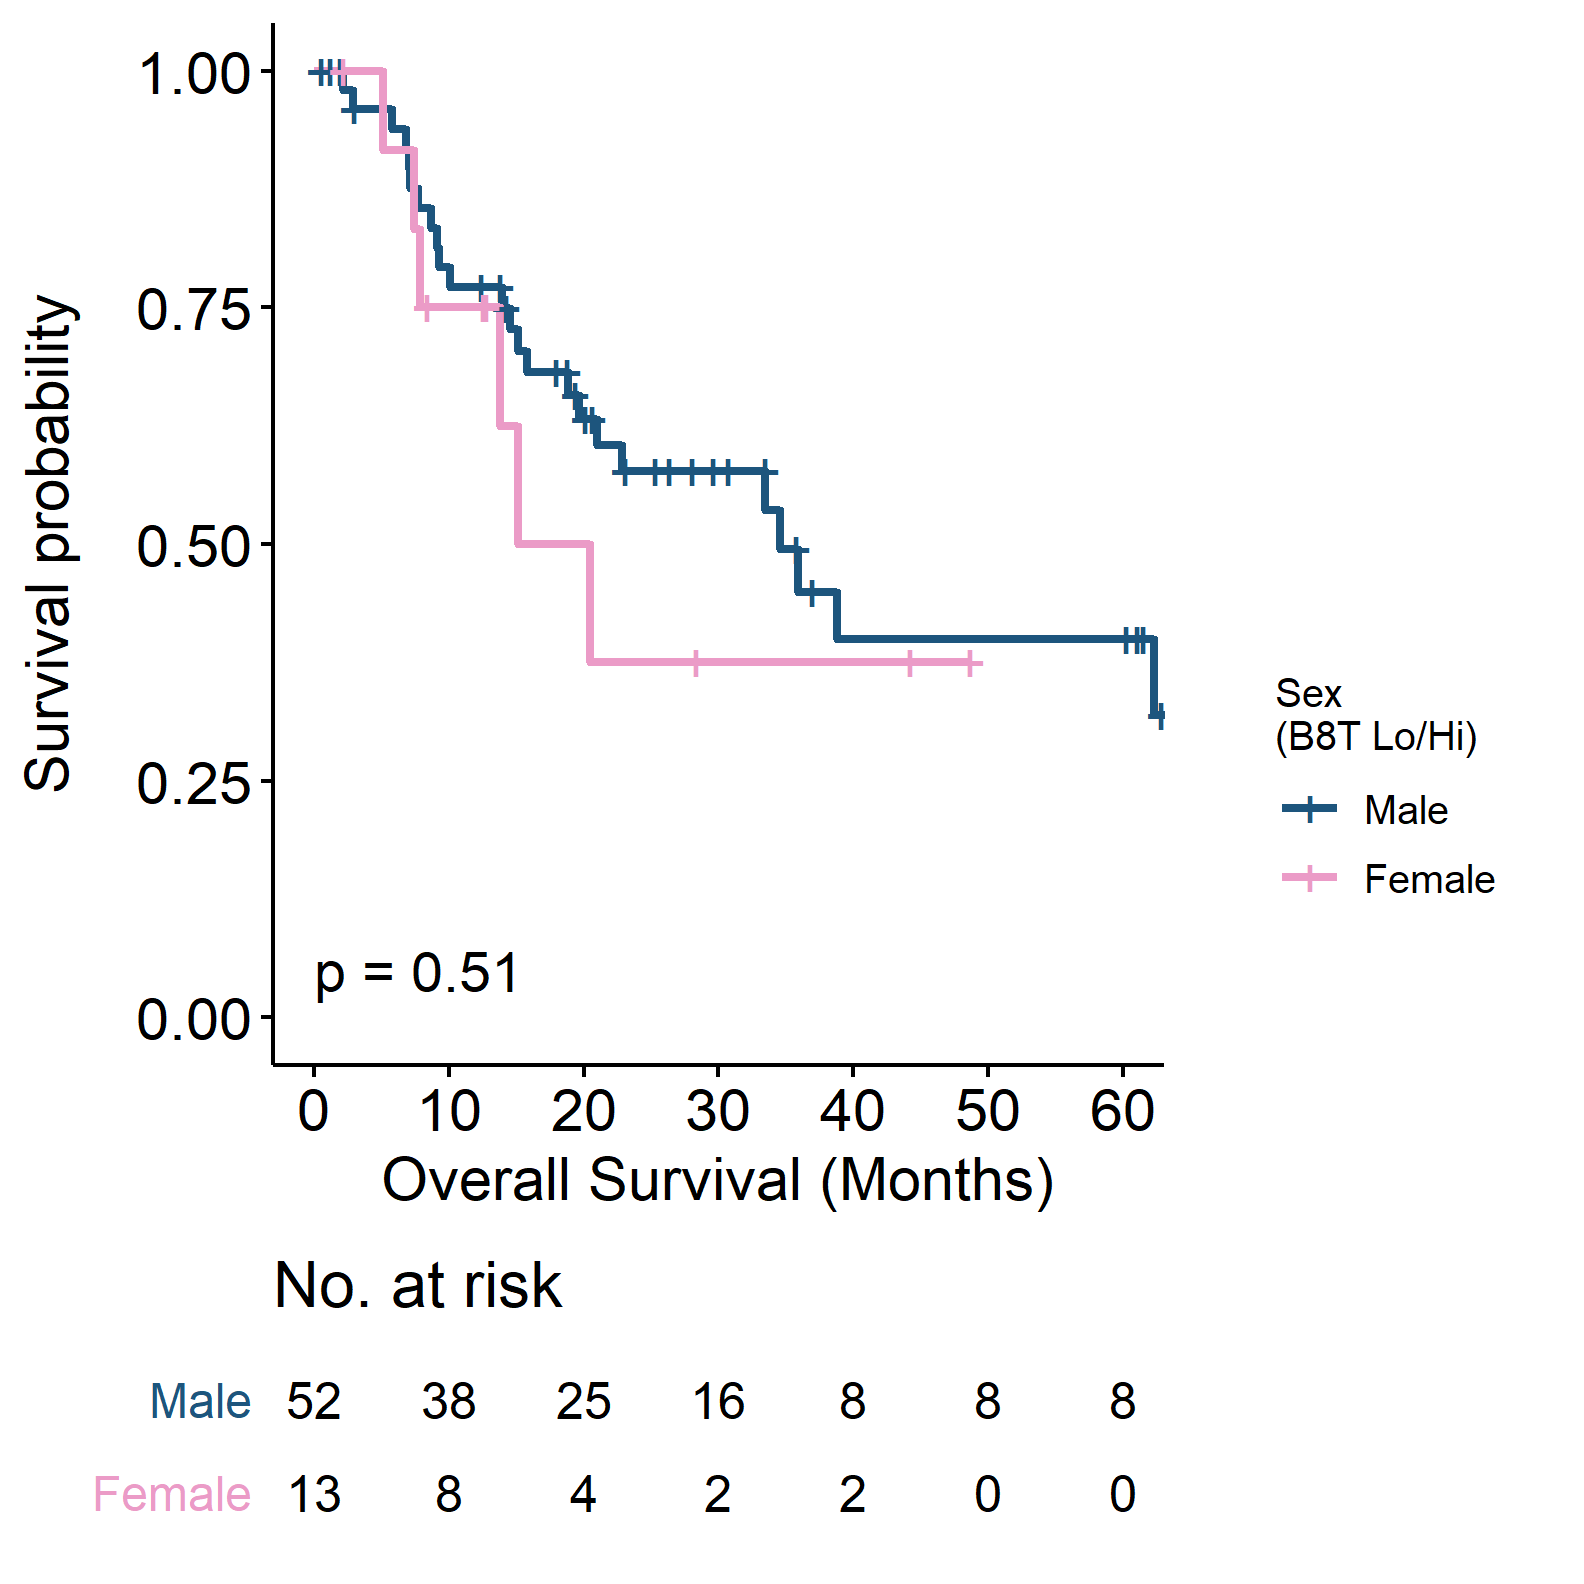 1.00
0.75
0.50
0.25
0.00
Survival probability
p = 0.51
0 10 20 30 40 50 60
Overall Survival (Months)
Sex
(B8T Lo/Hi)
Male
Female
No. at risk
Male 52 38 25 16 8 8 8
Female 13 8 4 2 2 0 0